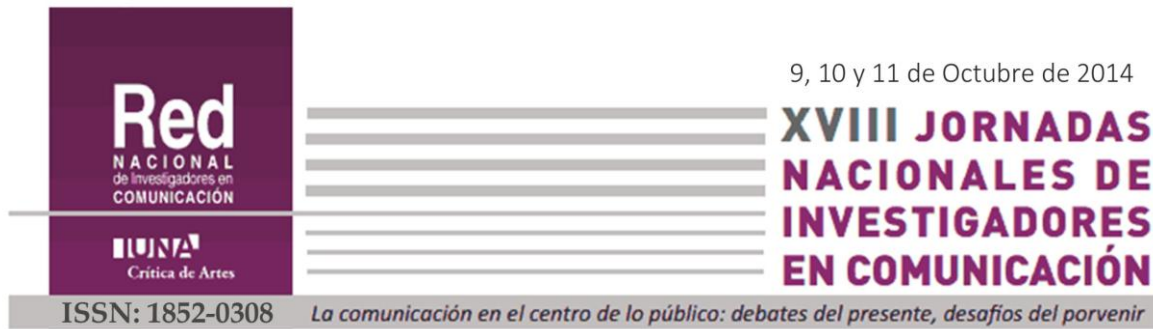 Red
NACIONAL
de Investigadores en
COMUNICACIÓN
IUNA
Crítica de Artes
9, 10 y 11 de Octubre de 2014
XVIII JORNADAS
NACIONALES DE
INVESTIGADORES
EN COMUNICACIÓN
ISSN: 1852-0308
La comunicación en el centro de lo público: debates del presente, desafíos del porvenir